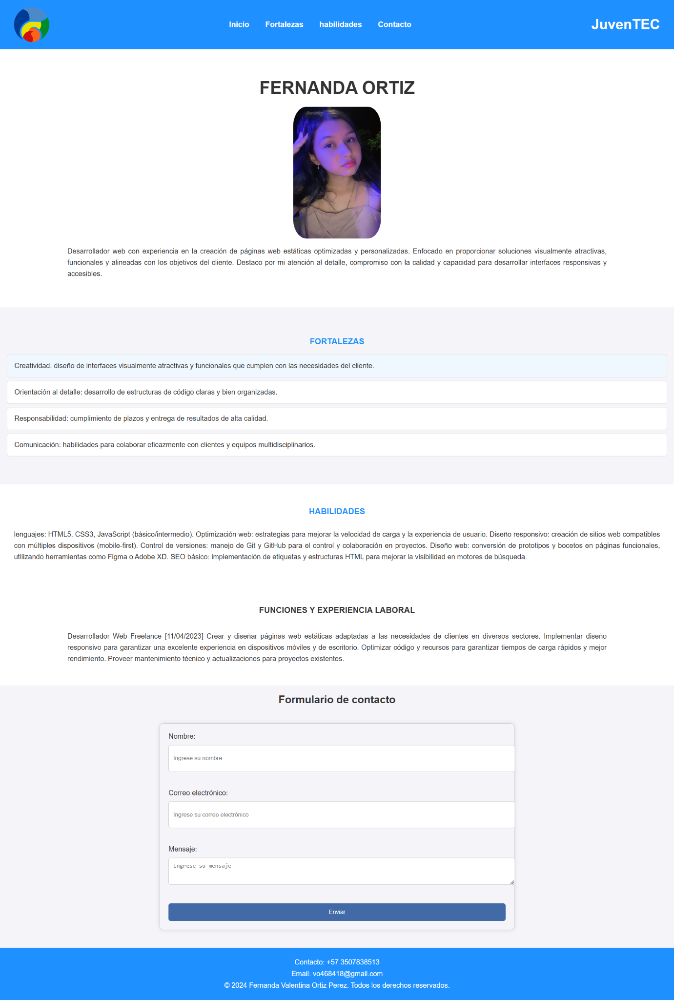 Inicio Fortalezas habilidades Contacto
JuvenTEC
FERNANDA ORTIZ
Desarrollador web con experiencia en la creación de páginas web estáticas optimizadas y personalizadas. Enfocado en proporcionar soluciones visualmente atractivas,
funcionales y alineadas con los objetivos del cliente. Destaco por mi atención al detalle, compromiso con la calidad y capacidad para desarrollar interfaces responsivas y
accesibles.
FORTALEZAS
Creatividad: diseño de interfaces visualmente atractivas y funcionales que cumplen con las necesidades del cliente.
Orientación al detalle: desarrollo de estructuras de código claras y bien organizadas.
Responsabilidad: cumplimiento de plazos y entrega de resultados de alta calidad.
Comunicación: habilidades para colaborar eficazmente con clientes y equipos multidisciplinarios.
HABILIDADES
lenguajes: HTML5, CSS3, JavaScript (básico/intermedio). Optimización web: estrategias para mejorar la velocidad de carga y la experiencia de usuario. Diseño responsivo: creación de sitios web compatibles
con múltiples dispositivos (mobile-first). Control de versiones: manejo de Git y GitHub para el control y colaboración en proyectos. Diseño web: conversión de prototipos y bocetos en páginas funcionales,
utilizando herramientas como Figma o Adobe XD. SEO básico: implementación de etiquetas y estructuras HTML para mejorar la visibilidad en motores de búsqueda.
FUNCIONES Y EXPERIENCIA LABORAL
Desarrollador Web Freelance [11/04/2023] Crear y diseñar páginas web estáticas adaptadas a las necesidades de clientes en diversos sectores. Implementar diseño
responsivo para garantizar una excelente experiencia en dispositivos móviles y de escritorio. Optimizar código y recursos para garantizar tiempos de carga rápidos y mejor
rendimiento. Proveer mantenimiento técnico y actualizaciones para proyectos existentes.
Formulario de contacto
Nombre:
Ingrese su nombre
Correo electrónico:
Ingrese su correo electrónico
Mensaje:
Ingrese su mensaje
Enviar
Contacto: +57 3507838513
Email: vo468418@gmail.com
© 2024 Fernanda Valentina Ortiz Perez. Todos los derechos reservados.